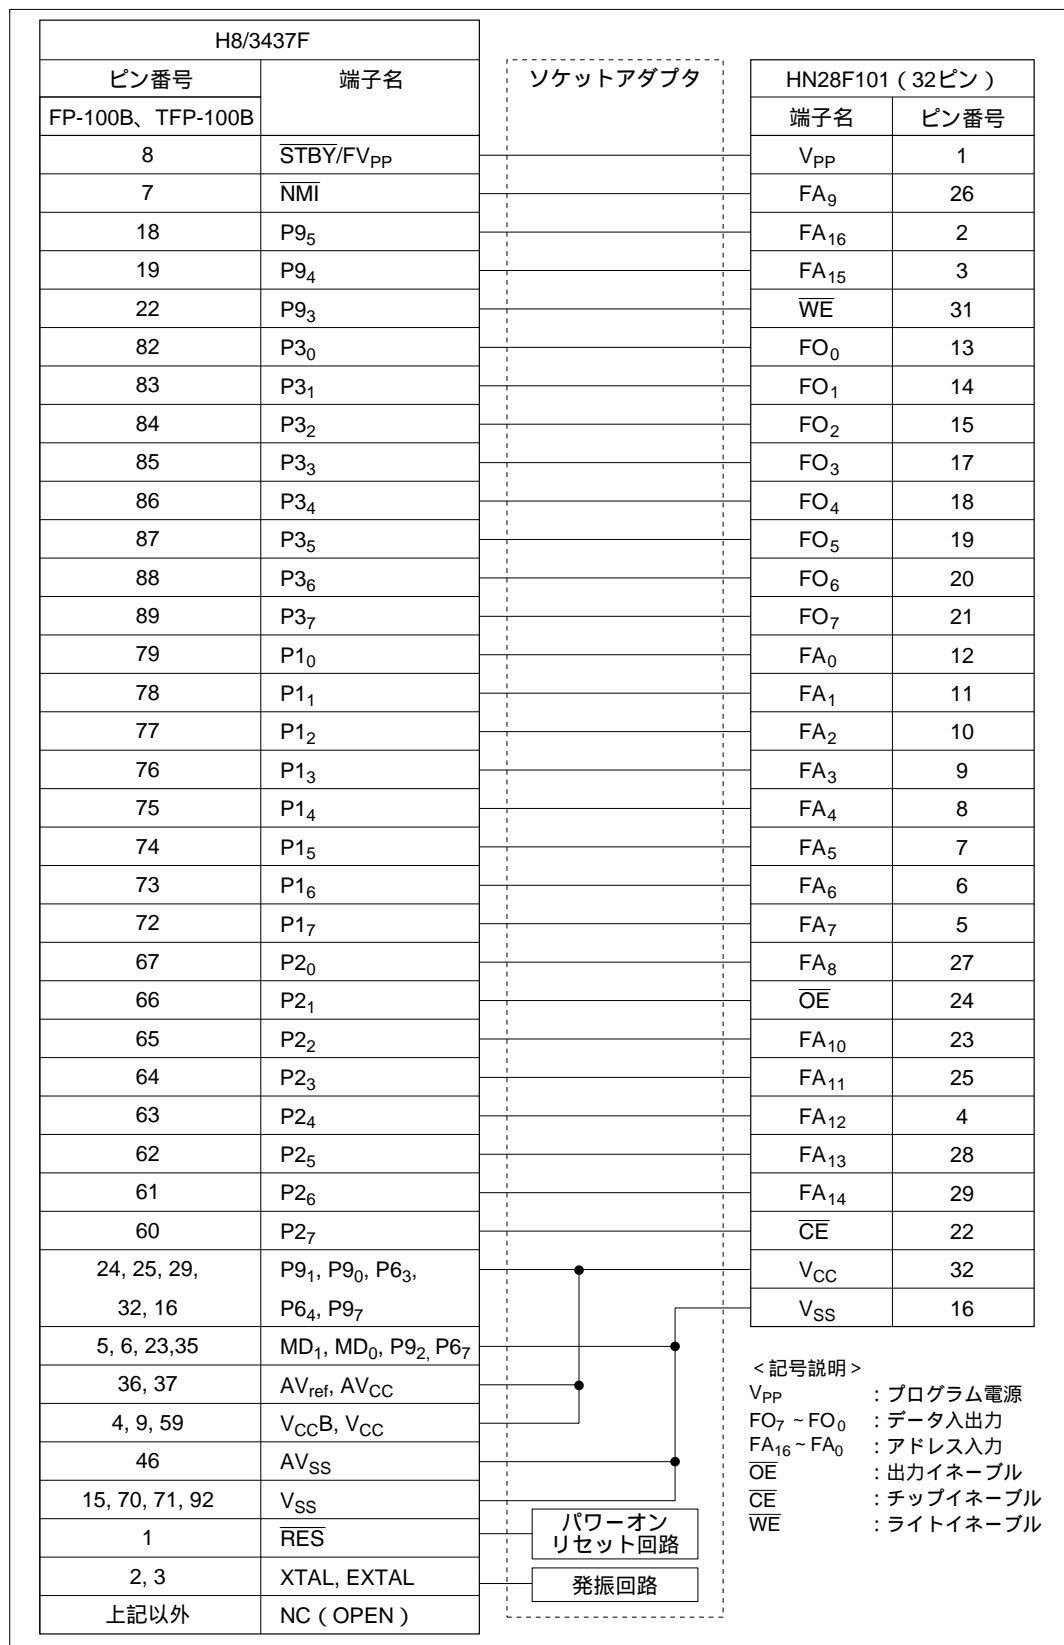 H8/3437F
ピン番号 端子名 ソケットアダプタ HN28F101（32ピン）
FP-100B、TFP-100B 端子名 ピン番号
8 S̅T̅B̅Y̅/FVPP VPP 1
7 N̅M̅I̅ FA9 26
18 P95 FA16 2
19 P94 FA15 3
22 P93 W̅E̅ 31
82 P30 FO0 13
83 P31 FO1 14
84 P32 FO2 15
85 P33 FO3 17
86 P34 FO4 18
87 P35 FO5 19
88 P36 FO6 20
89 P37 FO7 21
79 P10 FA0 12
78 P11 FA1 11
77 P12 FA2 10
76 P13 FA3 9
75 P14 FA4 8
74 P15 FA5 7
73 P16 FA6 6
72 P17 FA7 5
67 P20 FA8 27
66 P21 O̅E̅ 24
65 P22 FA10 23
64 P23 FA11 25
63 P24 FA12 4
62 P25 FA13 28
61 P26 FA14 29
60 P27 C̅E̅ 22
24, 25, 29, P91, P90, P63, VCC 32
32, 16 P64, P97 VSS 16
5, 6, 23,35 MD1, MD0, P92, P67
36, 37 AVref, AVCC
4, 9, 59 VCCB, VCC
46 AVSS
15, 70, 71, 92 VSS
1 R̅E̅S̅ パワーオン
リセット回路
2, 3 XTAL, EXTAL 発振回路
上記以外 NC（OPEN）
＜記号説明＞
VPP ：プログラム電源
FO7 ~ FO0 ：データ入出力
FA16 ~ FA0 ：アドレス入力
O̅E̅ ：出力イネーブル
C̅E̅ ：チップイネーブル
W̅E̅ ：ライトイネーブル